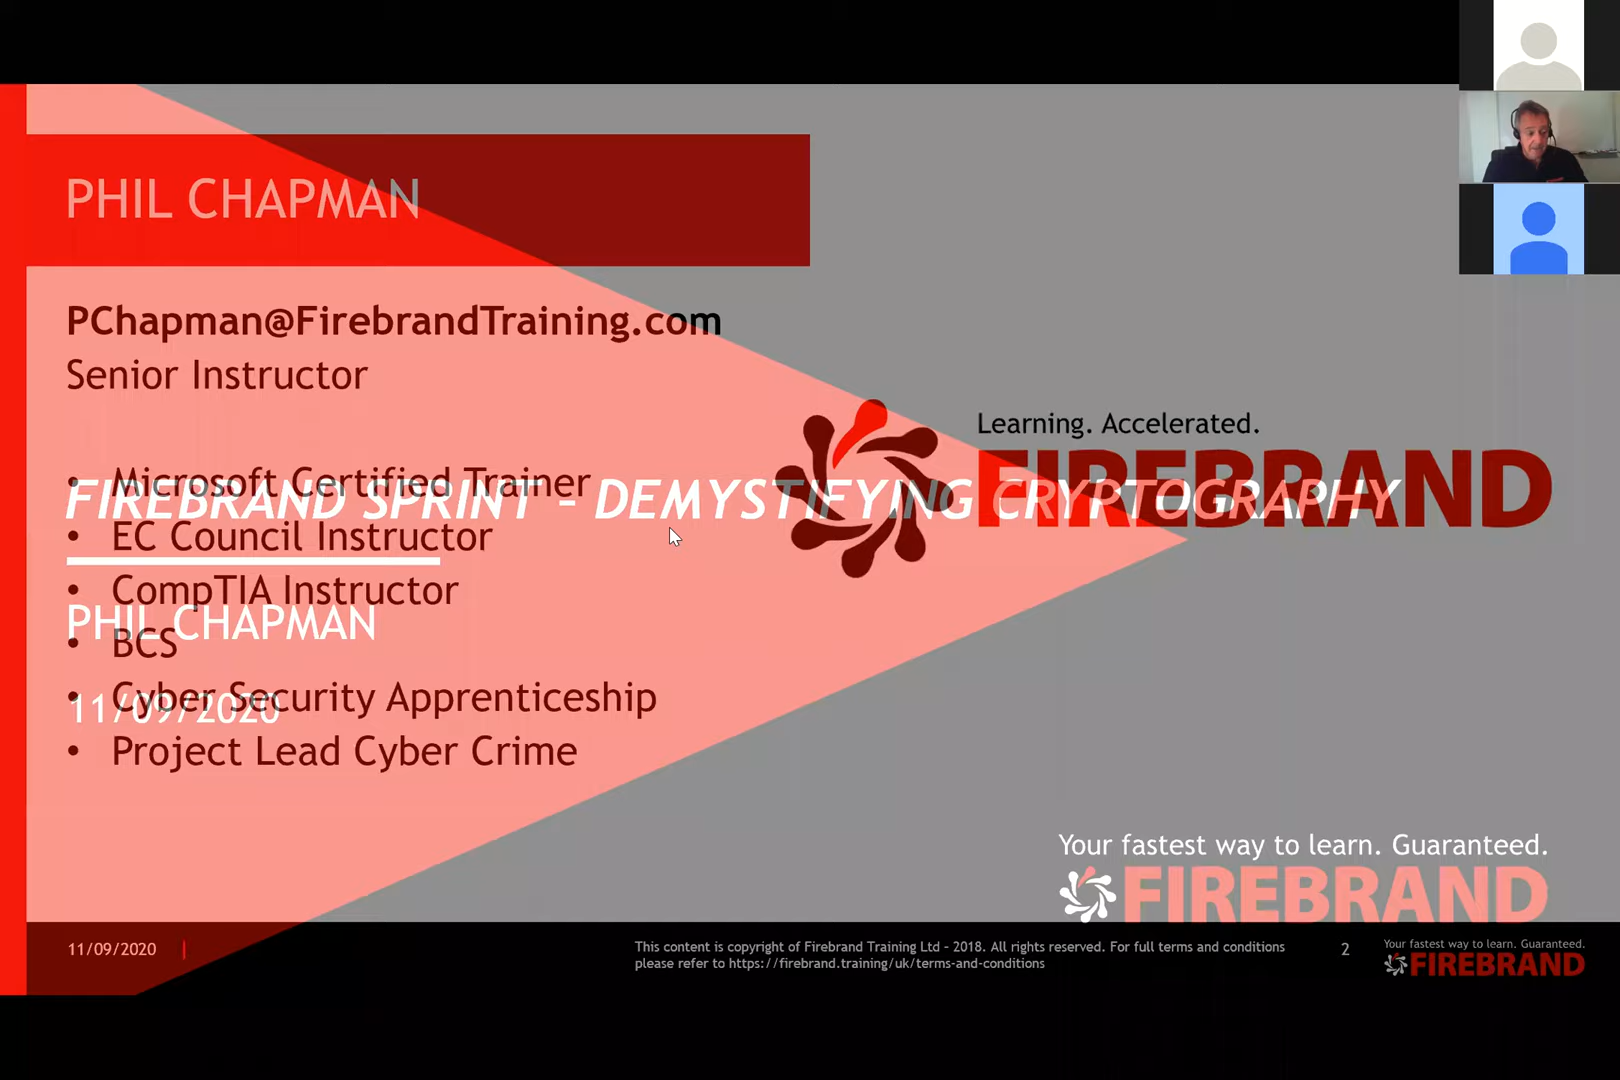 PHIL CHAPMAN
PChapman@FirebrandTraining.com
Senior Instructor
• Microsoft Certified Trainer
• EC Council Instructor
• CompTIA Instructor
• BCS
• Cyber Security Apprenticeship
• Project Lead Cyber Crime
FIREBRAND SPRINT – DEMYSTIFYING CRYPTOGRAPHY
PHIL CHAPMAN
11/09/2020
Learning. Accelerated.
FIREBRAND
Your fastest way to learn. Guaranteed.
FIREBRAND
11/09/2020 |
This content is copyright of Firebrand Training Ltd – 2018. All rights reserved. For full terms and conditions
please refer to https://firebrand.training/uk/terms-and-conditions
2
Your fastest way to learn. Guaranteed.
FIREBRAND